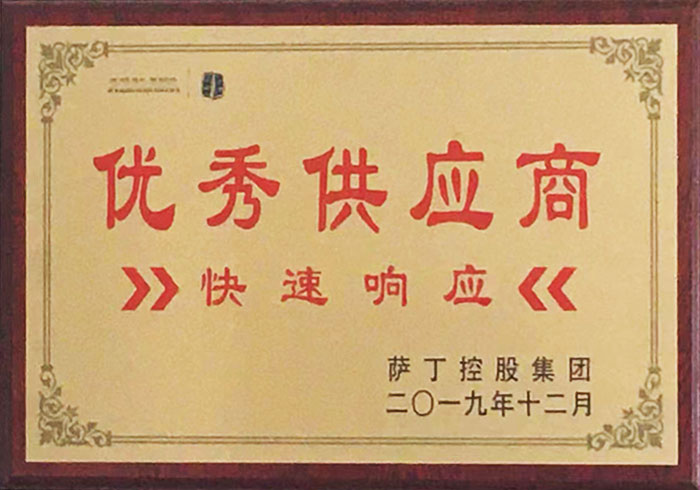 优秀供应商
快速响应
萨丁控股集团
二〇一九年十二月